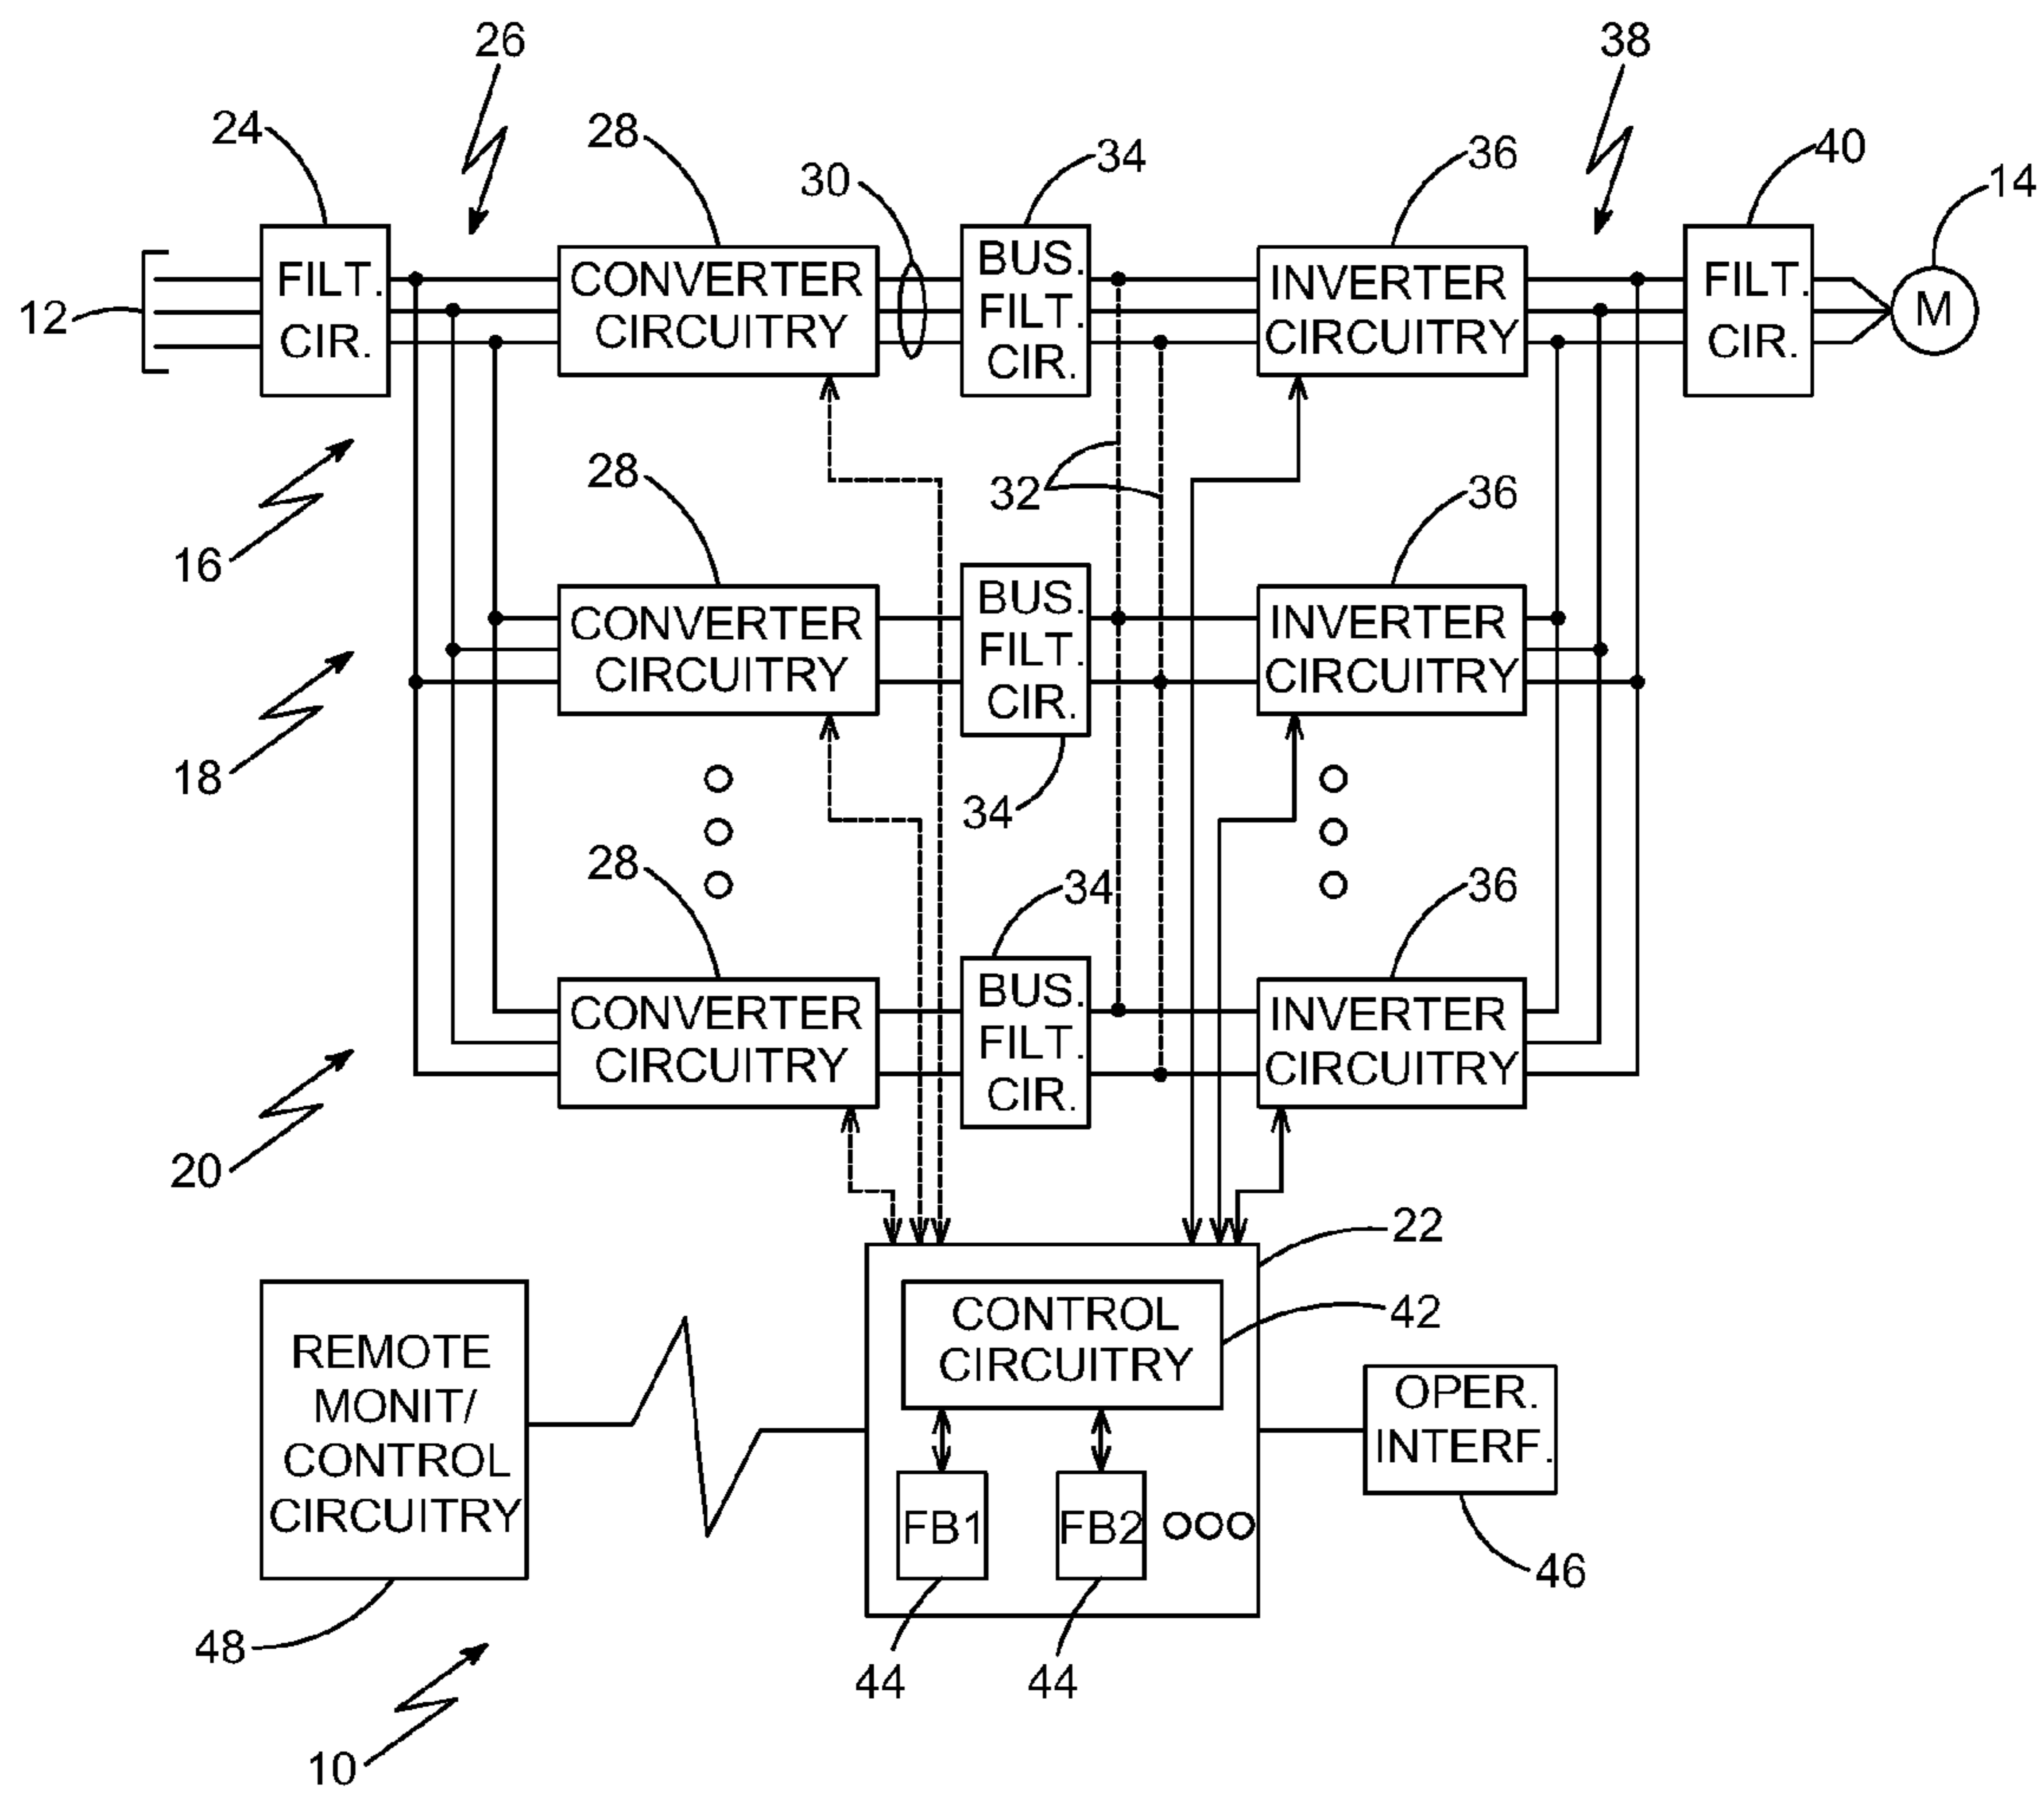 26
38
24
28
30
34
36
40
14
12
FILT.
CIR.
CONVERTER
CIRCUITRY
BUS.
FILT.
CIR.
INVERTER
CIRCUITRY
FILT.
CIR.
M
16
28
32
36
18
CONVERTER
CIRCUITRY
BUS.
FILT.
CIR.
INVERTER
CIRCUITRY
34
28
34
36
20
CONVERTER
CIRCUITRY
BUS.
FILT.
CIR.
INVERTER
CIRCUITRY
22
CONTROL
CIRCUITRY
42
REMOTE
MONIT/
CONTROL
CIRCUITRY
OPER.
INTERF.
FB1
FB2
46
48
44
44
10